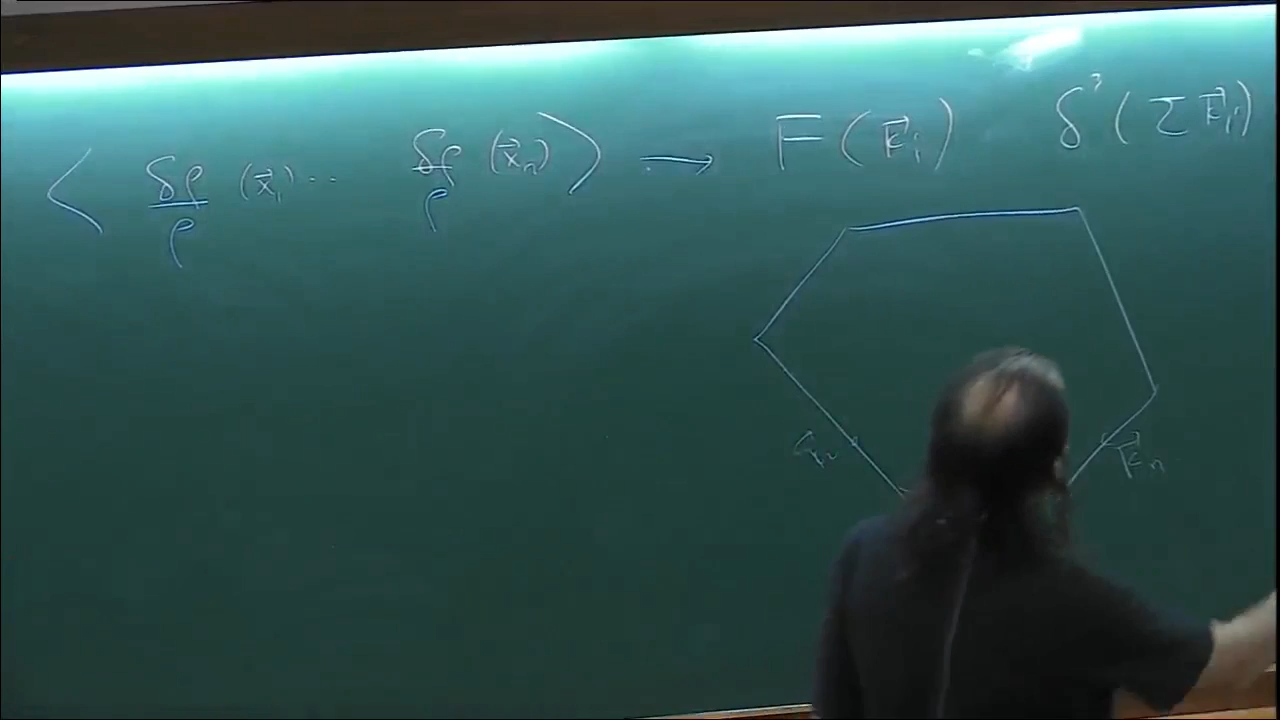 ⟨ δρ/ρ (x⃗₁) ... δρ/ρ (x⃗ₙ) ⟩ → F(k⃗ᵢ) δ³(Σ k⃗ᵢ)
k⃗ₙ